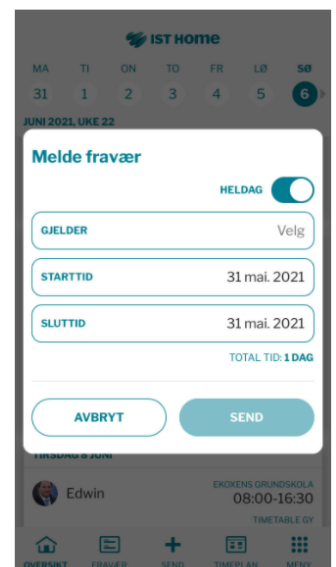 IST HOme
MA TI ON TO FR LØ SØ
31 1 2 3 4 5 6
JUNI 2021, UKE 22
Melde fravær
HELDAG
GJELDER Velg
STARTTID 31 mai. 2021
SLUTTID 31 mai. 2021
TOTAL TID: 1 DAG
AVBRYT SEND
TIRSDAG 8 JUNI
EKOXENS GRUNDSKOLA
Edwin 08:00-16:30
TIMETABLE GY
OVERSIKT FRAVÆR SEND TIMEPLAN MENY